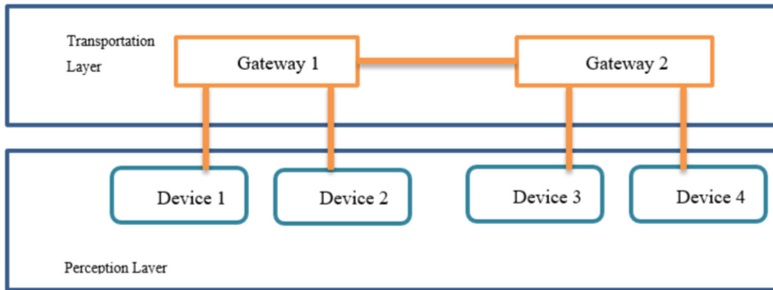 Transportation
Layer
Gateway 1
Gateway 2
Device 1
Device 2
Device 3
Device 4
Perception Layer